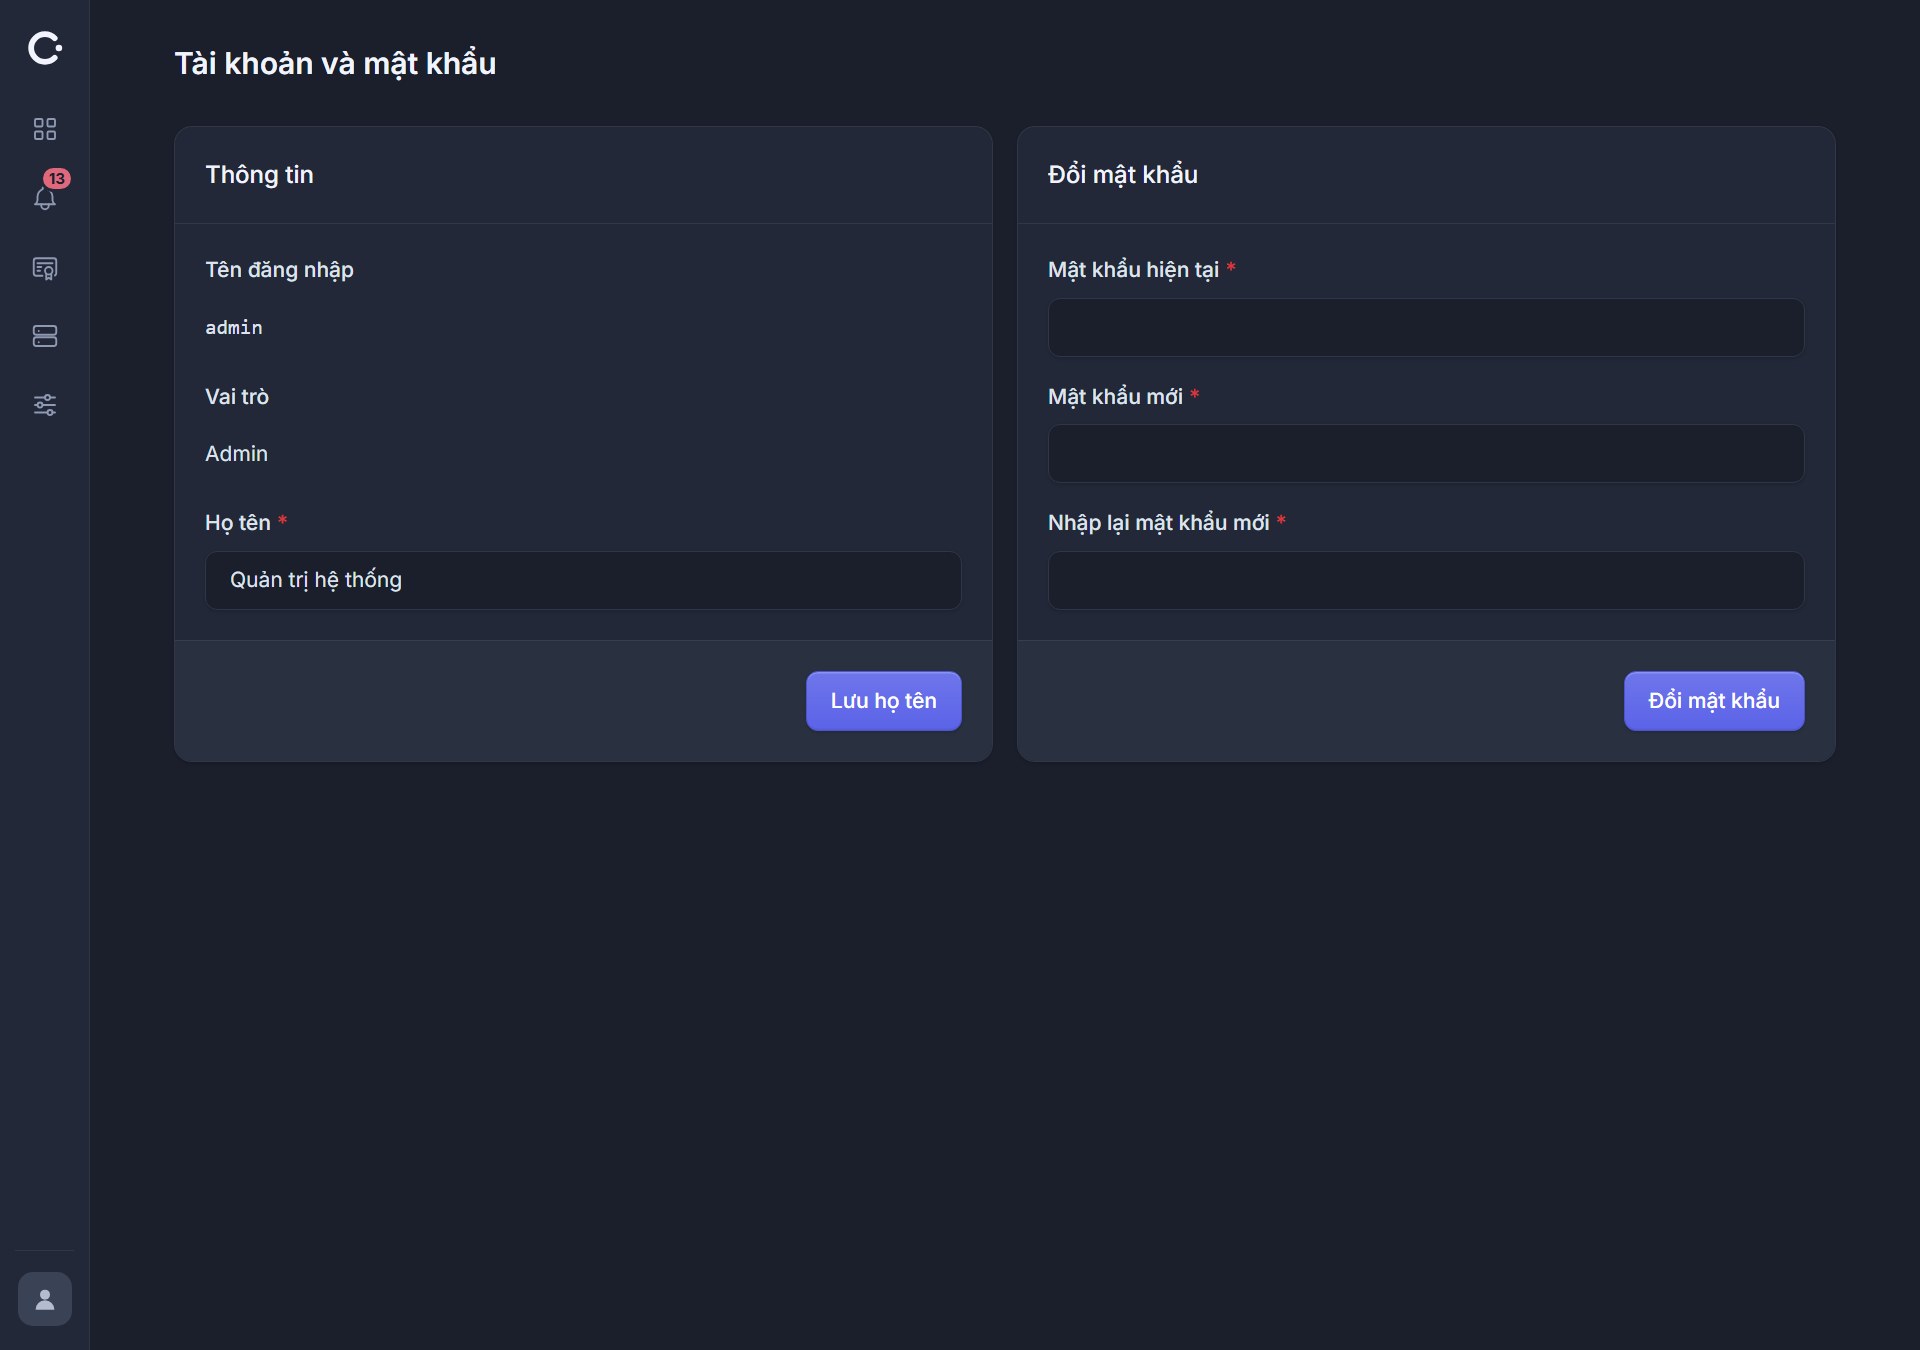 Tài khoản và mật khẩu
13
Thông tin
Tên đăng nhập
admin
Vai trò
Admin
Họ tên *
Quản trị hệ thống
Lưu họ tên
Đổi mật khẩu
Mật khẩu hiện tại *
Mật khẩu mới *
Nhập lại mật khẩu mới *
Đổi mật khẩu